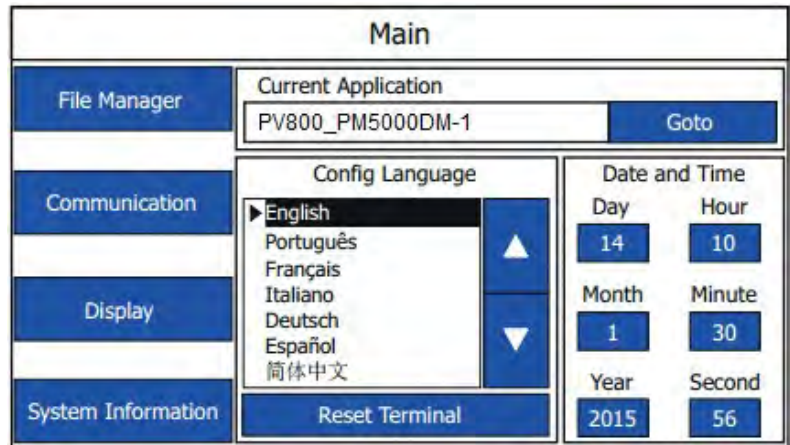 Main
File Manager
Communication
Display
System Information
Current Application
PV800_PM5000DM-1
Goto
Config Language
English
Português
Français
Italiano
Deutsch
Español
简体中文
Reset Terminal
Date and Time
Day Hour
14 10
Month Minute
1 30
Year Second
2015 56